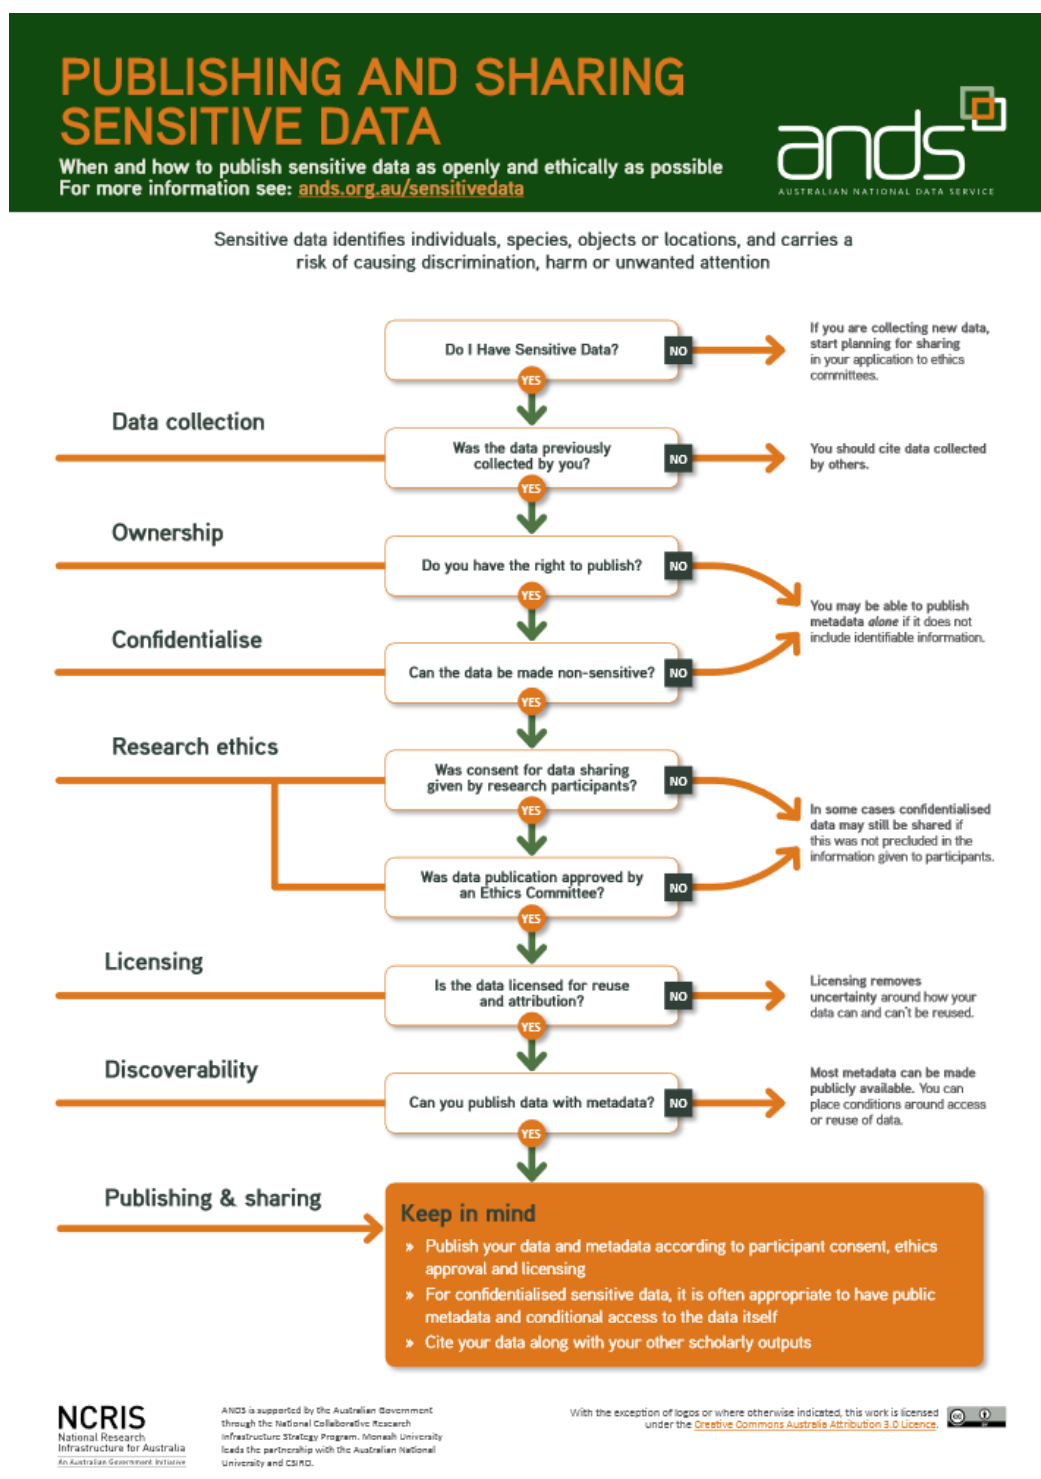 PUBLISHING AND SHARING
SENSITIVE DATA
When and how to publish sensitive data as openly and ethically as possible
For more information see: ands.org.au/sensitivedata
ands
AUSTRALIAN NATIONAL DATA SERVICE
Sensitive data identifies individuals, species, objects or locations, and carries a
risk of causing discrimination, harm or unwanted attention
Do I Have Sensitive Data?
NO
If you are collecting new data,
start planning for sharing
in your application to ethics
committees.
YES
Data collection
Was the data previously
collected by you?
NO
You should cite data collected
by others.
YES
Ownership
Do you have the right to publish?
NO
YES
You may be able to publish
metadata alone if it does not
include identifiable information.
Confidentialise
Can the data be made non-sensitive?
NO
YES
Research ethics
Was consent for data sharing
given by research participants?
NO
YES
In some cases confidentialised
data may still be shared if
this was not precluded in the
information given to participants.
Was data publication approved by
an Ethics Committee?
NO
YES
Licensing
Is the data licensed for reuse
and attribution?
NO
Licensing removes
uncertainty around how your
data can and can't be reused.
YES
Discoverability
Can you publish data with metadata?
NO
Most metadata can be made
publicly available. You can
place conditions around access
or reuse of data.
YES
Publishing & sharing
Keep in mind
» Publish your data and metadata according to participant consent, ethics
approval and licensing
» For confidentialised sensitive data, it is often appropriate to have public
metadata and conditional access to the data itself
» Cite your data along with your other scholarly outputs
NCRIS
National Research
Infrastructure for Australia
An Australian Government Initiative
ANDS is supported by the Australian Government
through the National Collaborative Research
Infrastructure Strategy Program. Monash University
leads the partnership with the Australian National
University and CSIRO.
With the exception of logos or where otherwise indicated, this work is licensed
under the Creative Commons Australia Attribution 3.0 Licence.
cc
BY